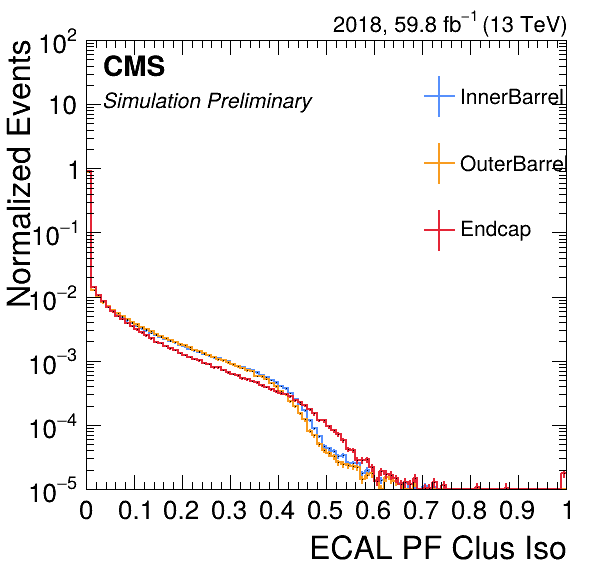 2018, 59.8 fb⁻¹ (13 TeV)
CMS
Simulation Preliminary
InnerBarrel
OuterBarrel
Endcap
Normalized Events
10²
10
1
10⁻¹
10⁻²
10⁻³
10⁻⁴
10⁻⁵
0 0.1 0.2 0.3 0.4 0.5 0.6 0.7 0.8 0.9 1
ECAL PF Clus Iso